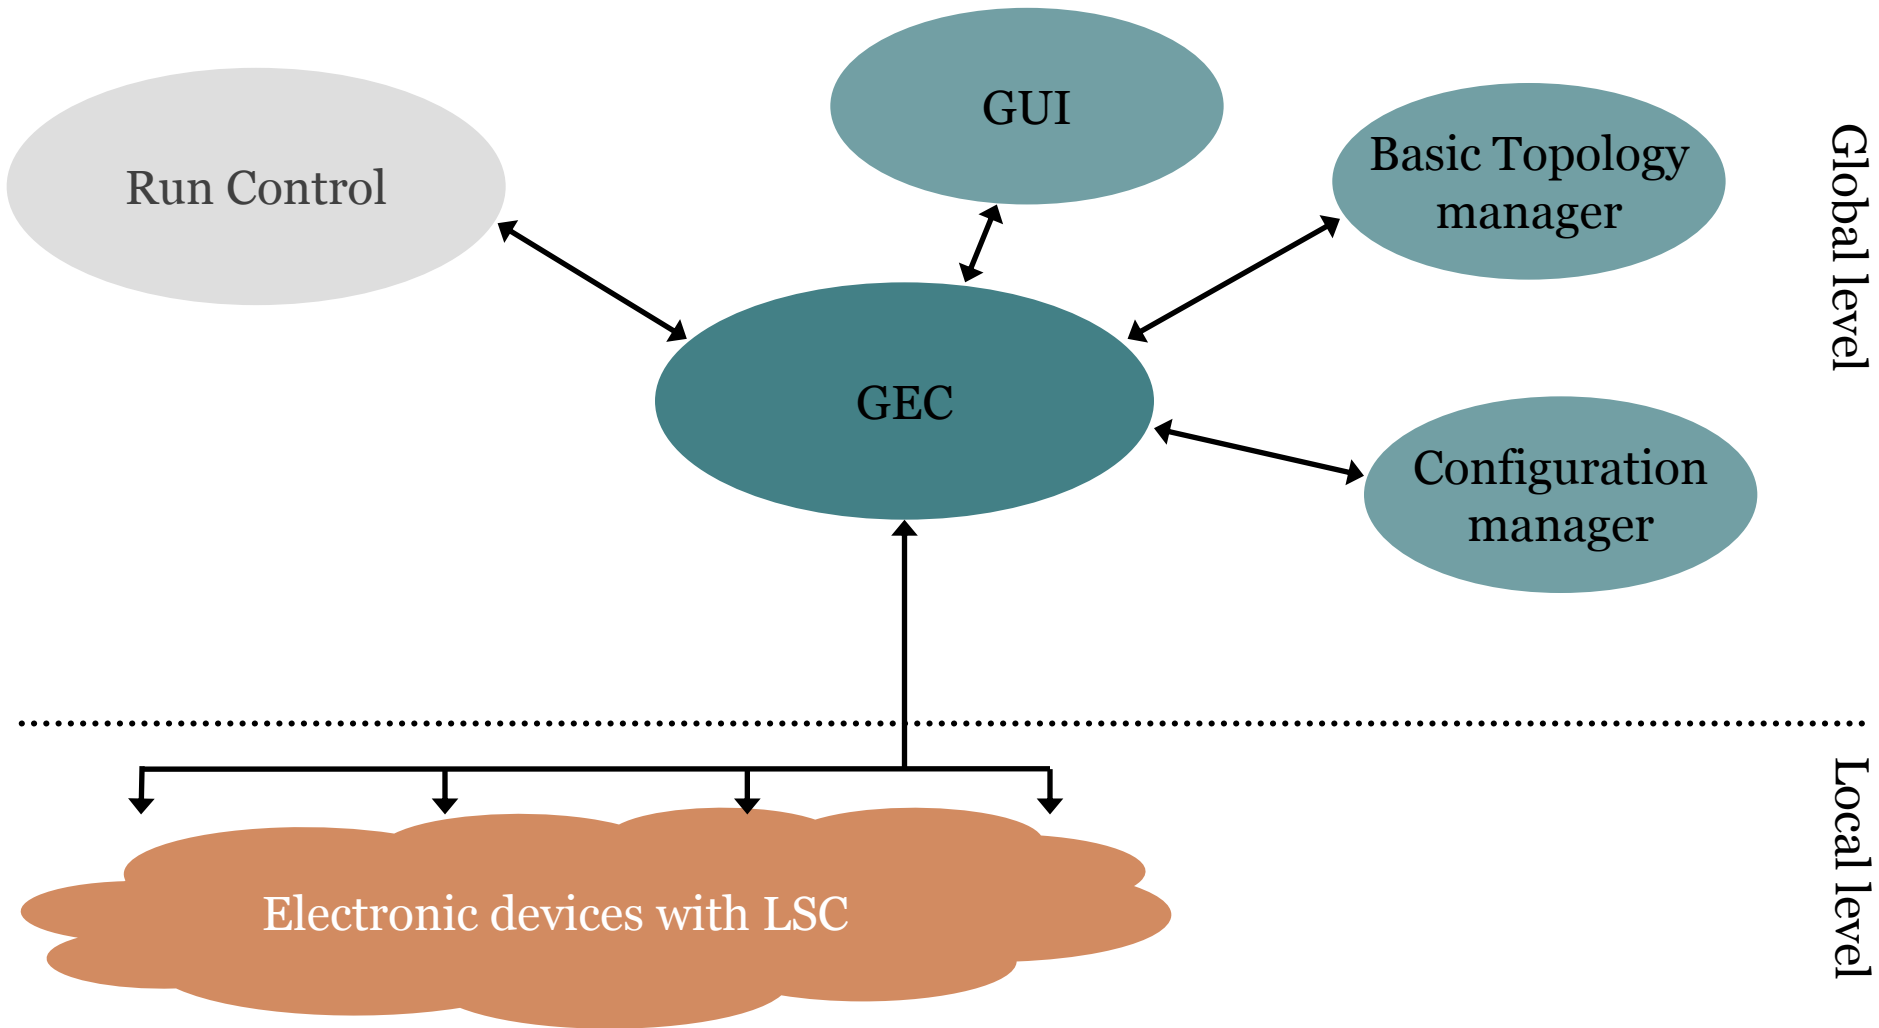 GUI
Run Control
Basic Topology
manager
Global level
GEC
Configuration
manager
Local level
Electronic devices with LSC